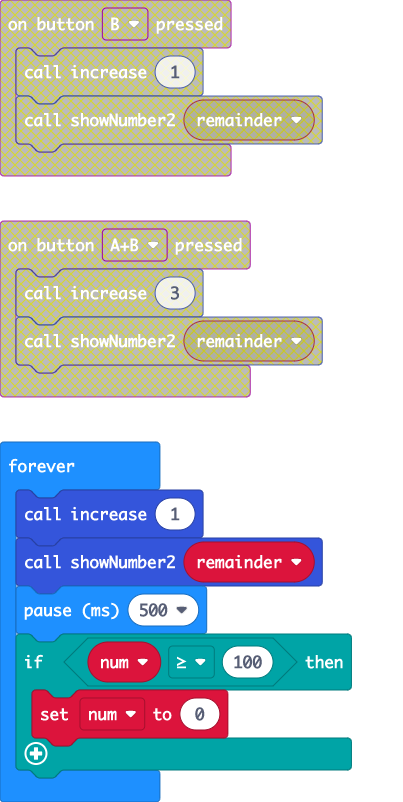 on button B pressed
call increase 1
call showNumber2 remainder
on button A+B pressed
call increase 3
call showNumber2 remainder
forever
call increase 1
call showNumber2 remainder
pause (ms) 500
if num ≥ 100 then
set num to 0